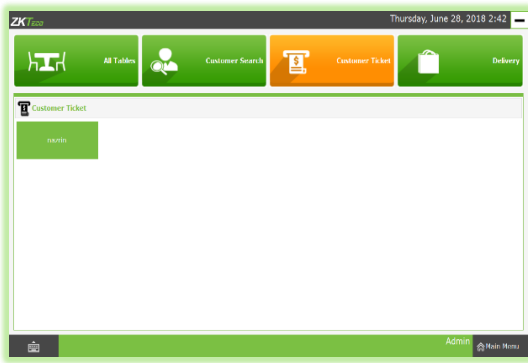 ZKTeco
Thursday, June 28, 2018 2:42
All Tables
Customer Search
Customer Ticket
Delivery
Customer Ticket
Admin
Main Menu